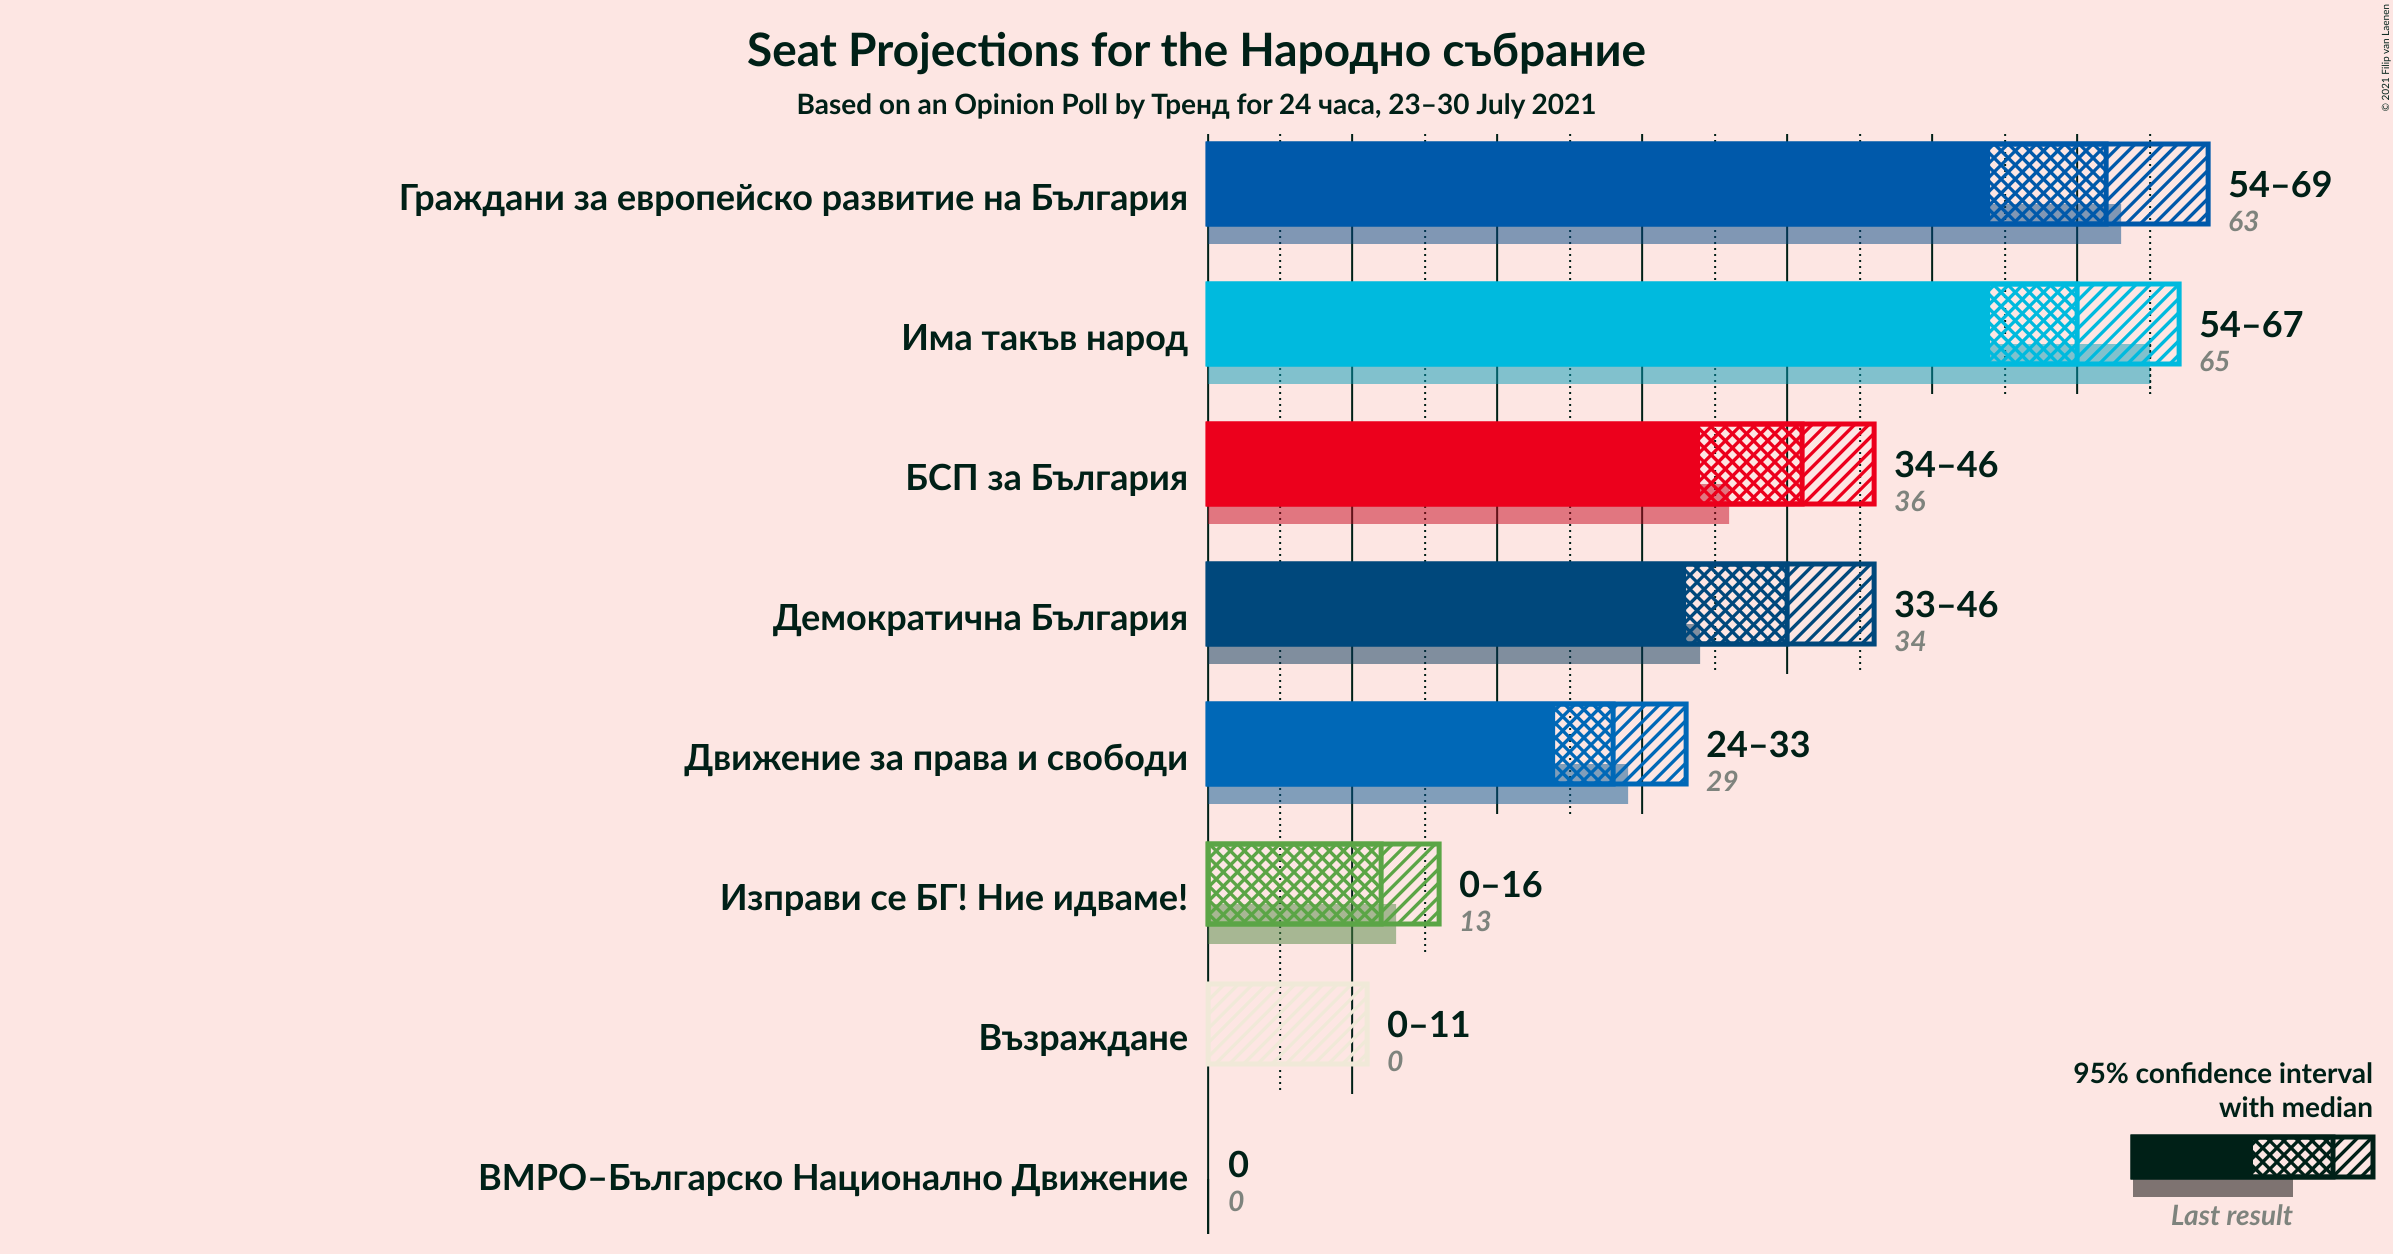 Seat Projections for the Народно събрание
Based on an Opinion Poll by Тренд for 24 часа, 23–30 July 2021
© 2021 Filip van Laenen
Граждани за европейско развитие на България
54–69
63
Има такъв народ
54–67
65
БСП за България
34–46
36
Демократична България
33–46
34
Движение за права и свободи
24–33
29
Изправи се БГ! Ние идваме!
0–16
13
Възраждане
0–11
0
ВМРО–Българско Национално Движение
0
0
95% confidence interval
with median
Last result